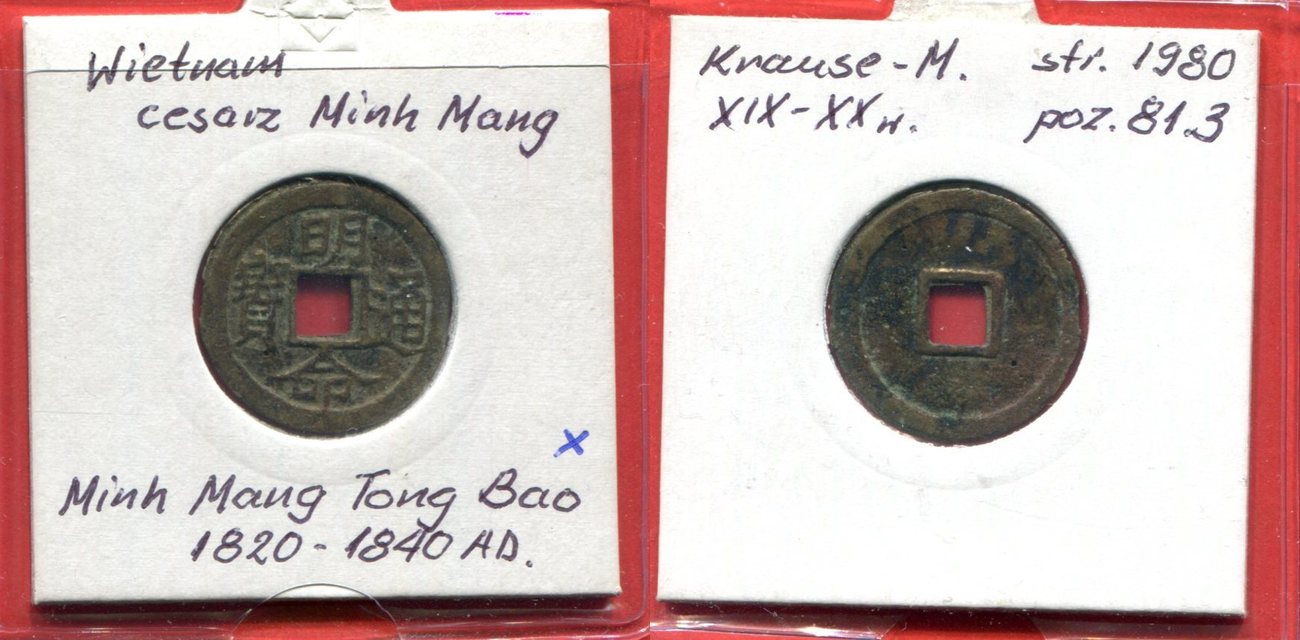 Wietnam
cesarz Minh Mang
明命通寶
x
Minh Mang Tong Bao
1820 - 1840 AD.
Krause - M. str. 1980
XIX - XX w. poz. 81.3